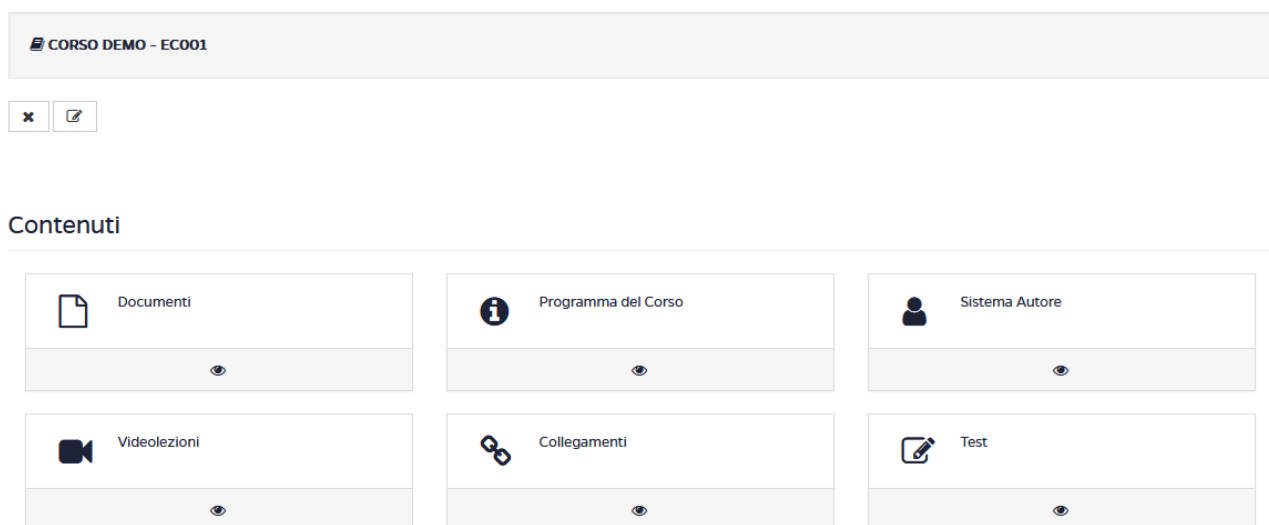 CORSO DEMO - EC001
Contenuti
Documenti
Programma del Corso
Sistema Autore
Videolezioni
Collegamenti
Test